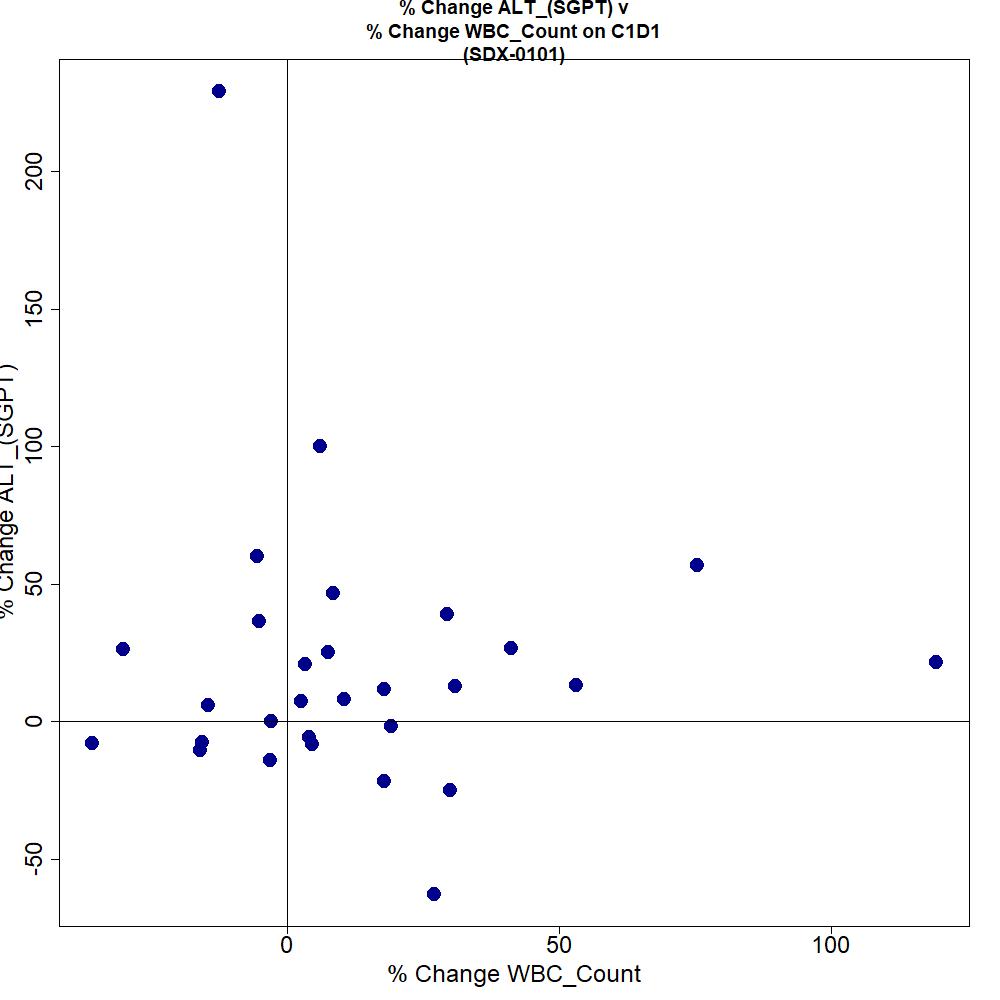 % Change ALT_(SGPT) v
% Change WBC_Count on C1D1
(SDX-0101)
% Change ALT_(SGPT)
200
150
100
50
0
-50
0
50
100
% Change WBC_Count